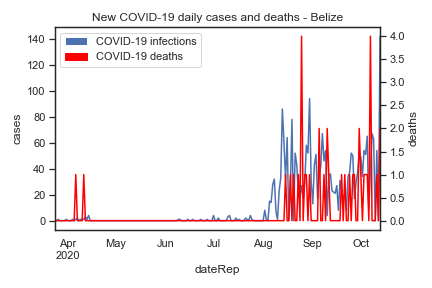 New COVID-19 daily cases and deaths - Belize
COVID-19 infections
COVID-19 deaths
cases
140
120
100
80
60
40
20
0
deaths
4.0
3.5
3.0
2.5
2.0
1.5
1.0
0.5
0.0
Apr May Jun Jul Aug Sep Oct
2020
dateRep